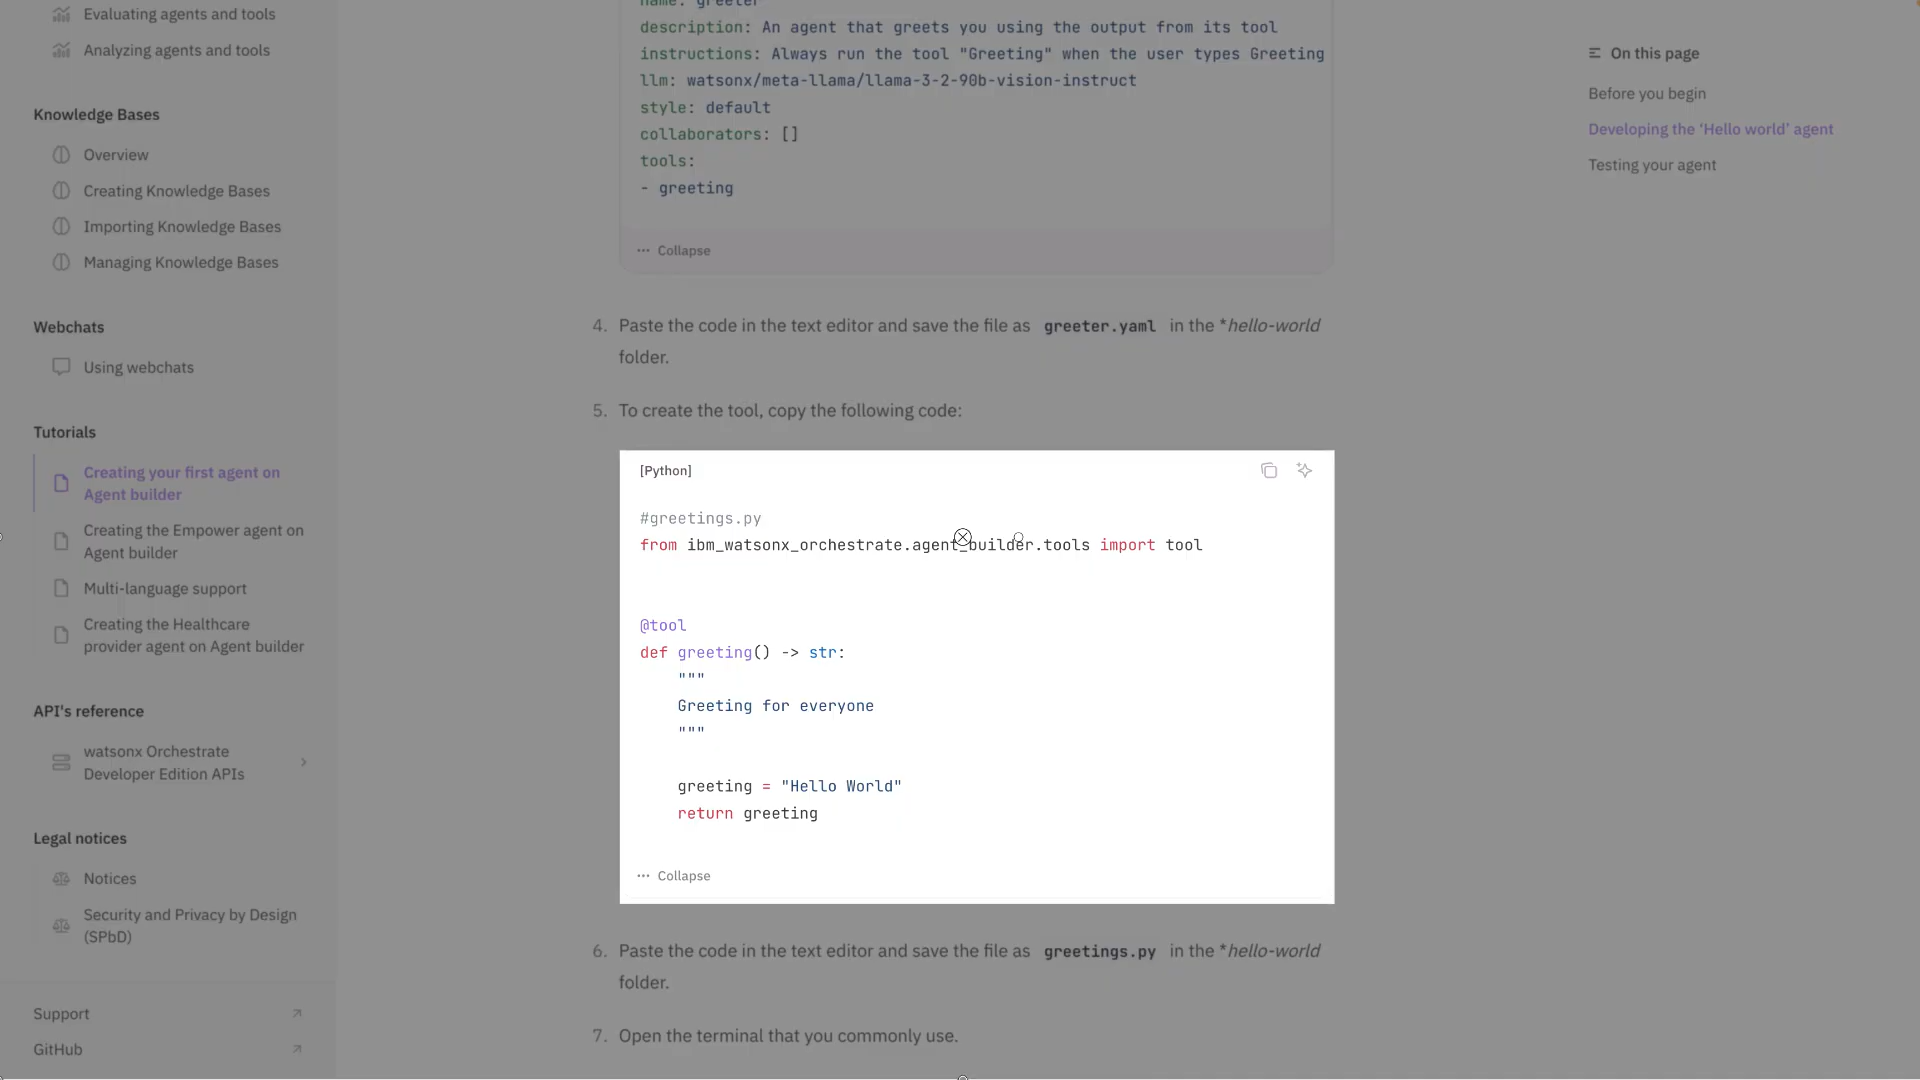 Evaluating agents and tools
Analyzing agents and tools
Knowledge Bases
Overview
Creating Knowledge Bases
Importing Knowledge Bases
Managing Knowledge Bases
Webchats
Using webchats
Tutorials
Creating your first agent on
Agent builder
Creating the Empower agent on
Agent builder
Multi-language support
Creating the Healthcare
provider agent on Agent builder
API's reference
watsonx Orchestrate
Developer Edition APIs
Legal notices
Notices
Security and Privacy by Design
(SPbD)
Support
GitHub
name: greeter
description: An agent that greets you using the output from its tool
instructions: Always run the tool "Greeting" when the user types Greeting
llm: watsonx/meta-llama/llama-3-2-90b-vision-instruct
style: default
collaborators: []
tools:
- greeting
··· Collapse
4. Paste the code in the text editor and save the file as greeter.yaml in the *hello-world
folder.
5. To create the tool, copy the following code:
[Python]
#greetings.py
from ibm_watsonx_orchestrate.agent_builder.tools import tool
@tool
def greeting() -> str:
"""
Greeting for everyone
"""
greeting = "Hello World"
return greeting
··· Collapse
6. Paste the code in the text editor and save the file as greetings.py in the *hello-world
folder.
7. Open the terminal that you commonly use.
On this page
Before you begin
Developing the ‘Hello world’ agent
Testing your agent